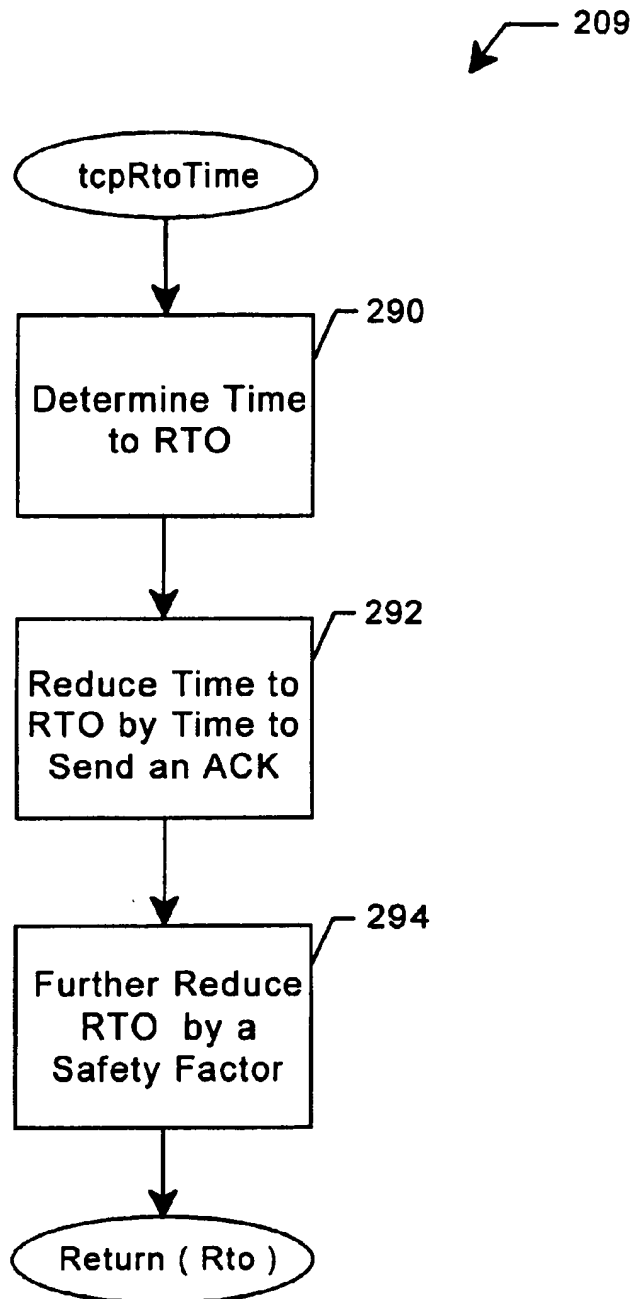 209
tcpRtoTime
290
Determine Time
to RTO
292
Reduce Time to
RTO by Time to
Send an ACK
294
Further Reduce
RTO by a
Safety Factor
Return ( Rto )